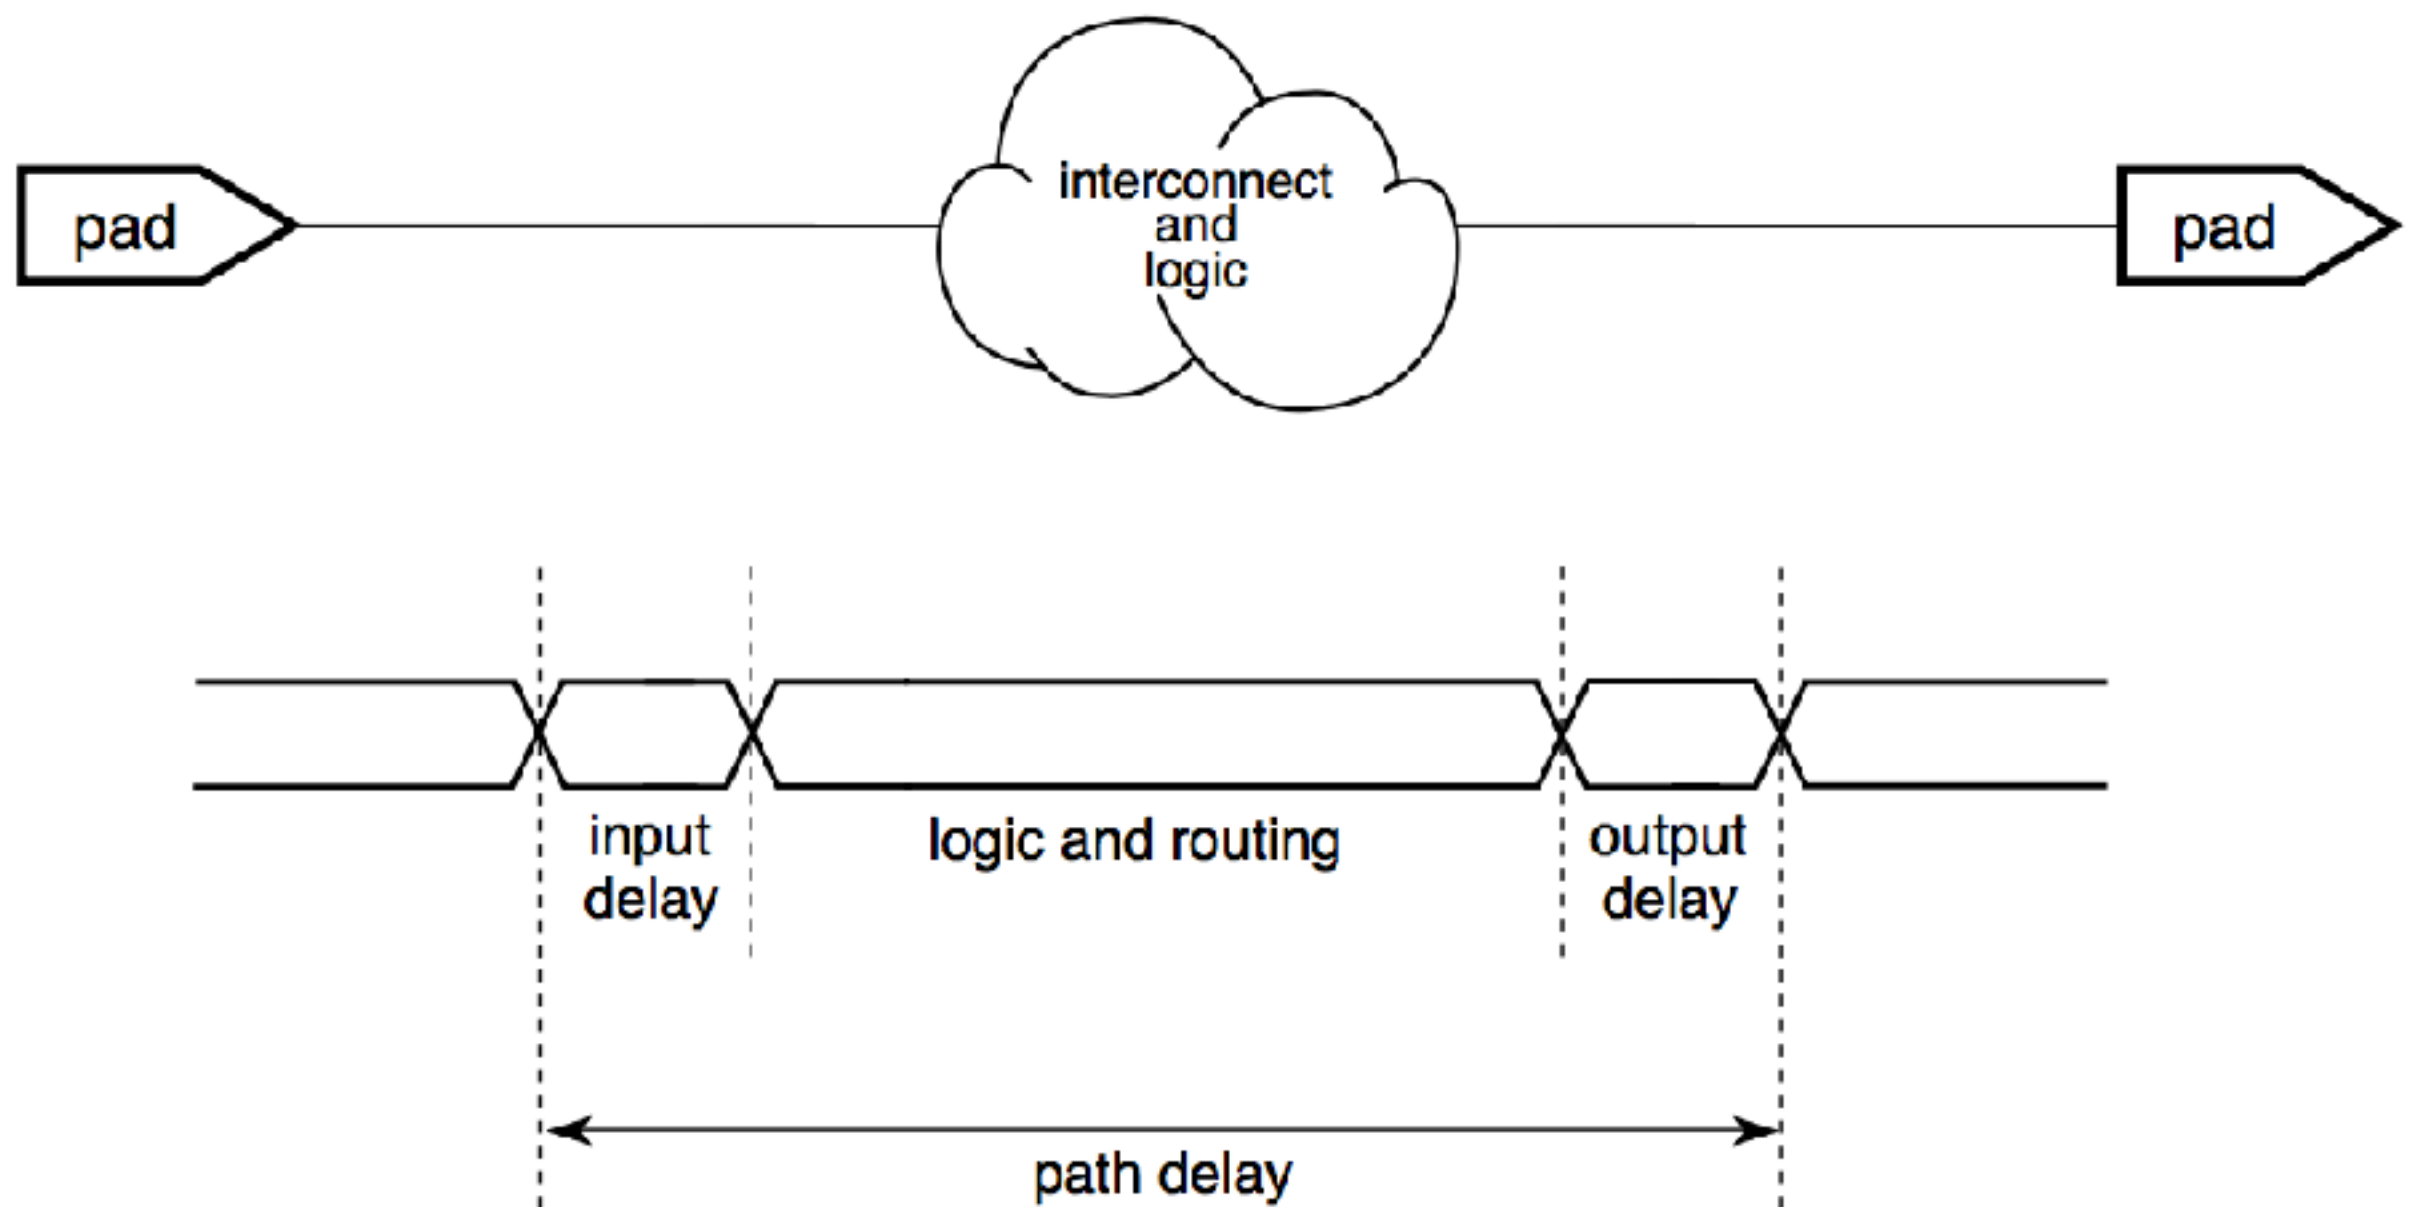 pad
interconnect
and
logic
pad
input
delay
logic and routing
output
delay
path delay